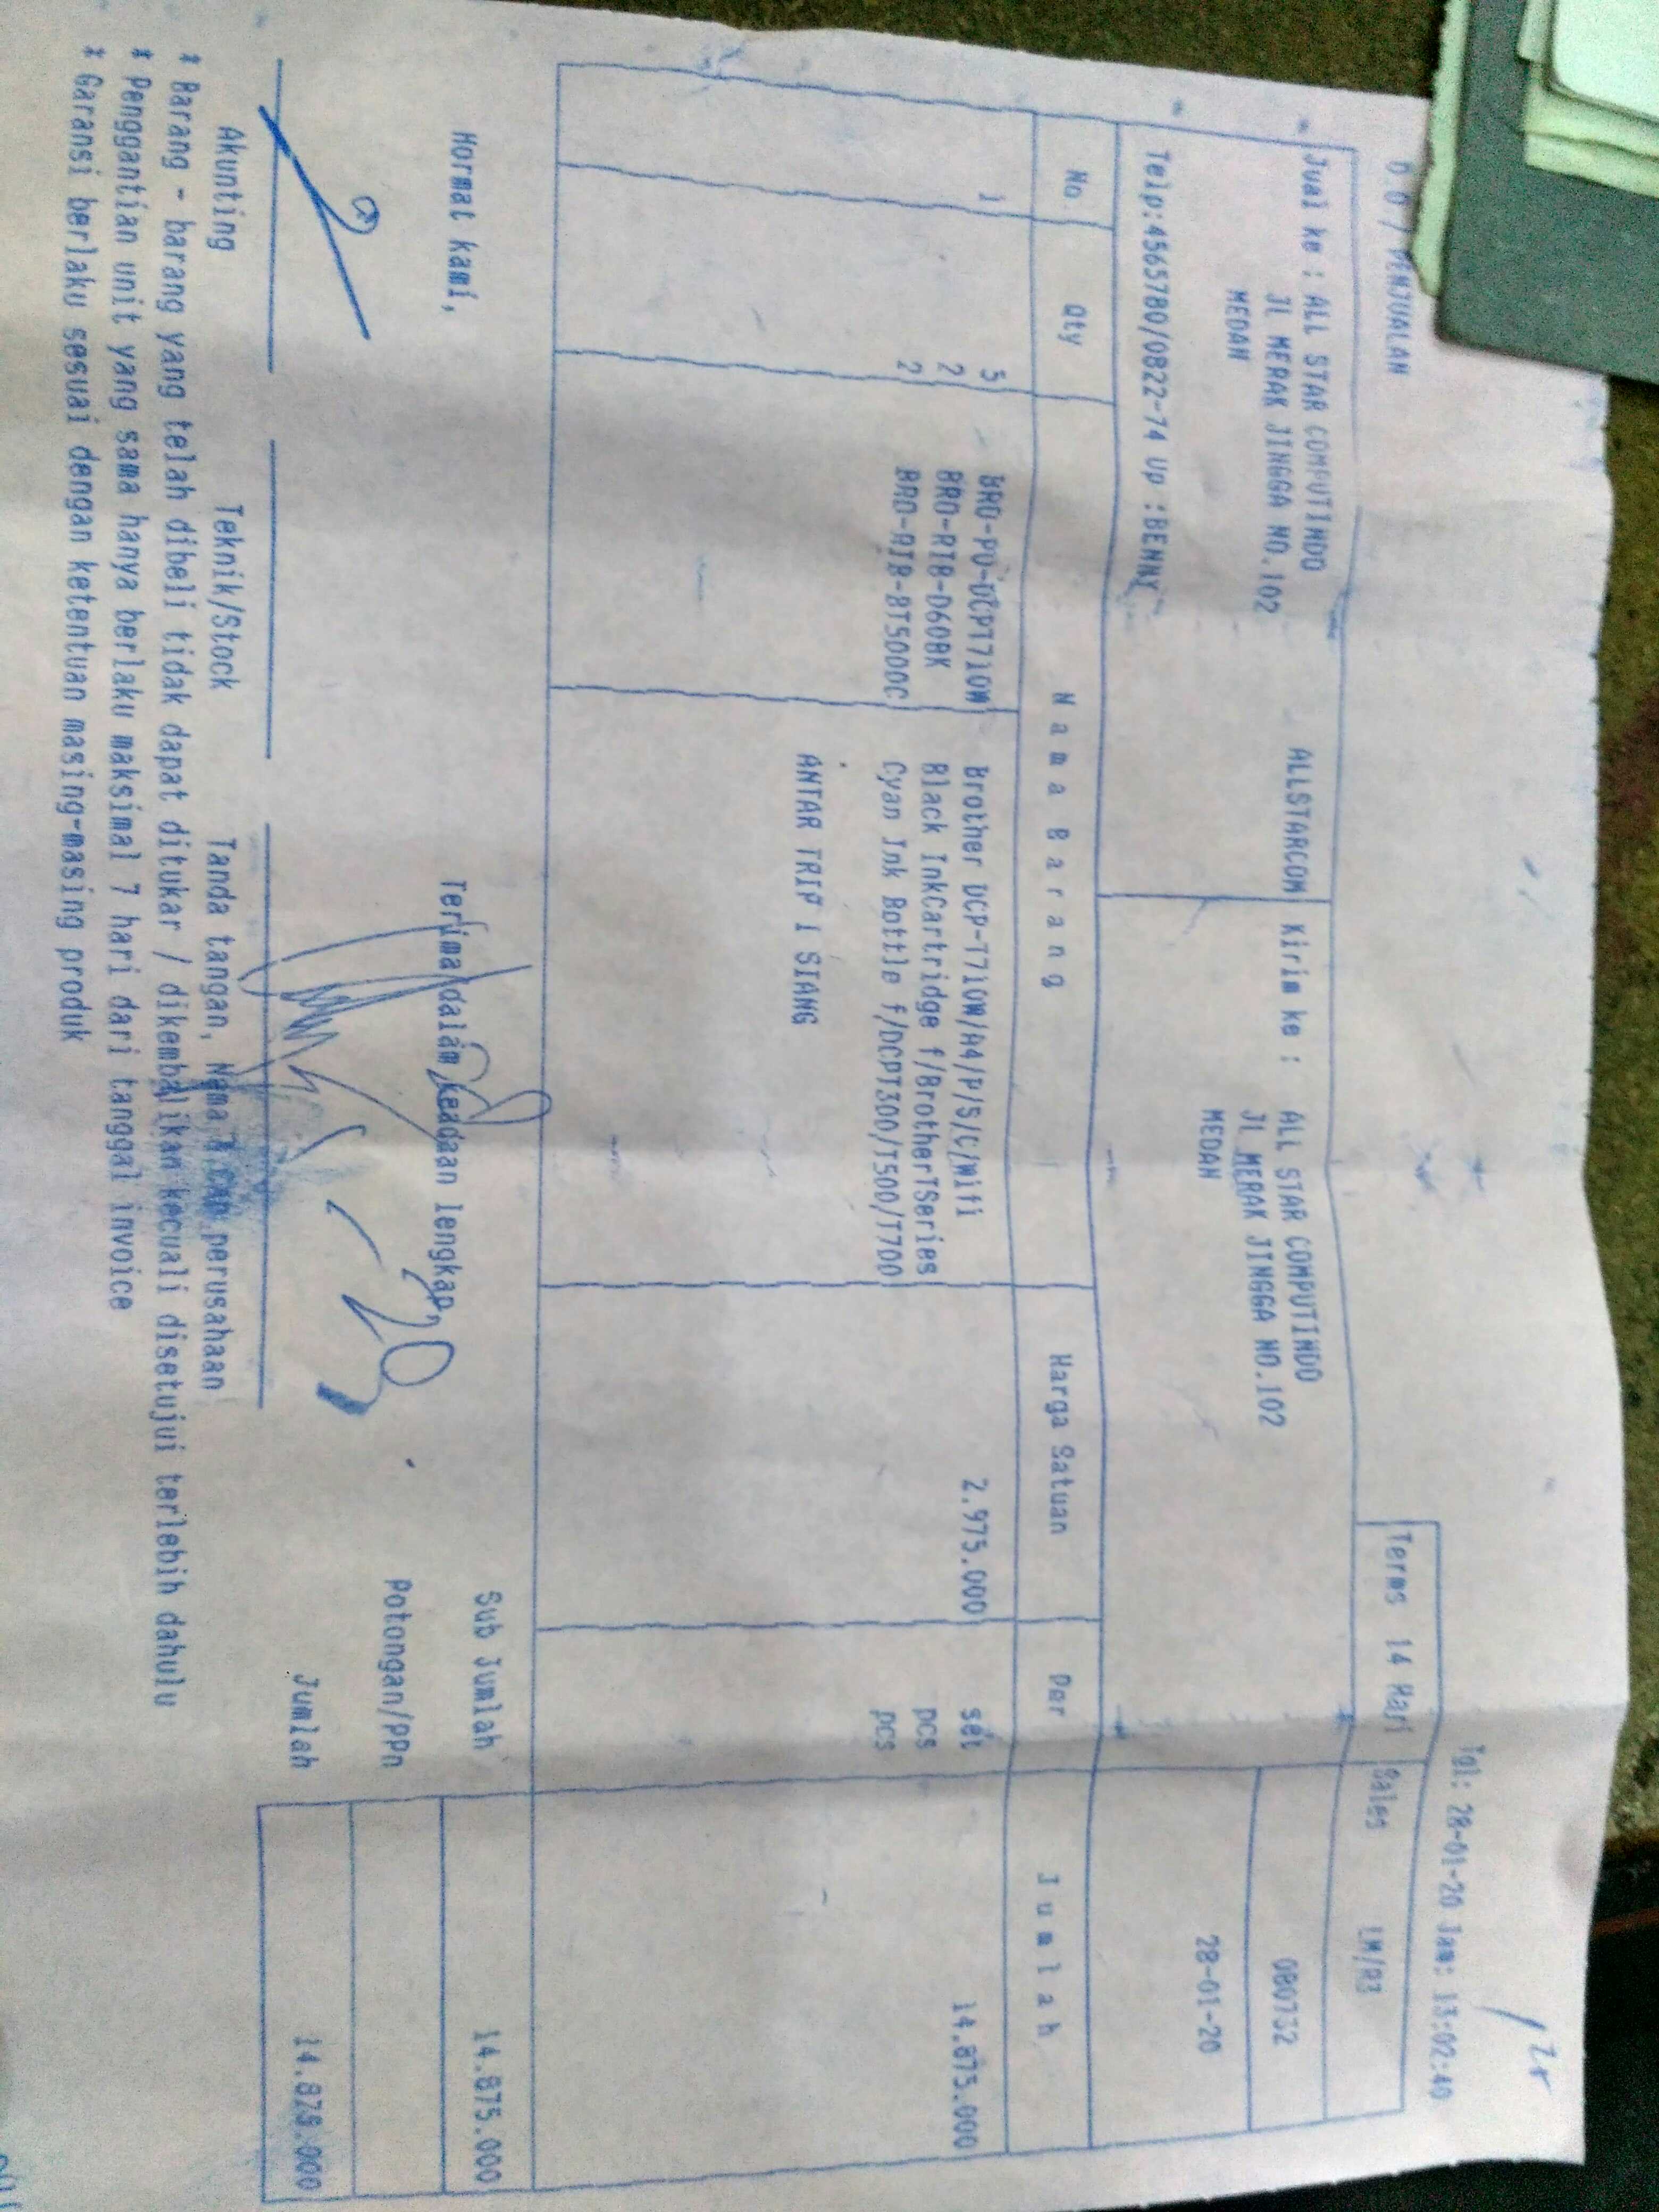 Tgl: 28-01-20 Jam: 13:02:40
PENJUALAN
Terms 14 Hari Sales LM/R3
Jual ke : ALL STAR COMPUTINDO ALLSTARCOM Kirim ke : ALL STAR COMPUTINDO
JL MERAK JINGGA NO.102 JL MERAK JINGGA NO.102 080732
MEDAN MEDAN
28-01-20
Telp:4565780/0822-74 Up :BENNY
No Qty Nama Barang Harga Satuan Per Jumlah
1 5 BRO-PO-DCPT710W Brother DCP-T710W/A4/P/S/C/Wifi 2.975.000 set 14.875.000
2 BRO-RIB-D60BK Black InkCartridge f/BrotherTSeries pcs
2 BRO-RIB-BT5000C Cyan Ink Bottle f/DCPT300/T500/T700 pcs
ANTAR TRIP I SIANG
Hormat kami, Terima dalam keadaan lengkap, Sub Jumlah 14.875.000
Potongan/PPn
Jumlah 14.875.000
Akunting Teknik/Stock Tanda tangan, Nama & CAP perusahaan
* Barang - barang yang telah dibeli tidak dapat ditukar / dikembalikan kecuali disetujui terlebih dahulu
* Penggantian unit yang sama hanya berlaku maksimal 7 hari dari tanggal invoice
* Garansi berlaku sesuai dengan ketentuan masing-masing produk